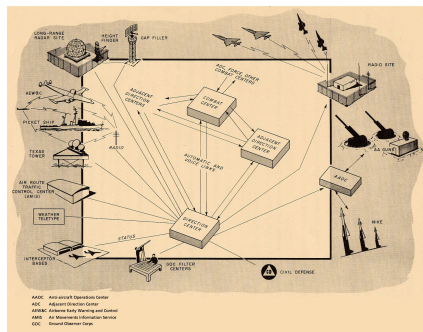 LONG-RANGE
RADAR SITE
HEIGHT
FINDER
GAP FILLER
ADC, FORCE, OTHER
COMBAT CENTERS
RADIO SITE
AEW&C
ADJACENT
DIRECTION
CENTERS
COMBAT
CENTER
PICKET SHIP
RADIO
ADJACENT
DIRECTION
CENTER
AA GUNS
TEXAS
TOWER
AUTOMATIC AND
VOICE LINKS
AIR ROUTE
TRAFFIC
CONTROL CENTER
(AMIS)
AAOC
WEATHER
TELETYPE
DIRECTION
CENTER
NIKE
STATUS
INTERCEPTOR
BASES
GOC FILTER
CENTERS
CD
CIVIL DEFENSE
AAOC Anti-aircraft Operations Center
ADC Adjacent Direction Center
AEW&C Airborne Early Warning and Control
AMIS Air Movements Information Service
GOC Ground Observer Corps